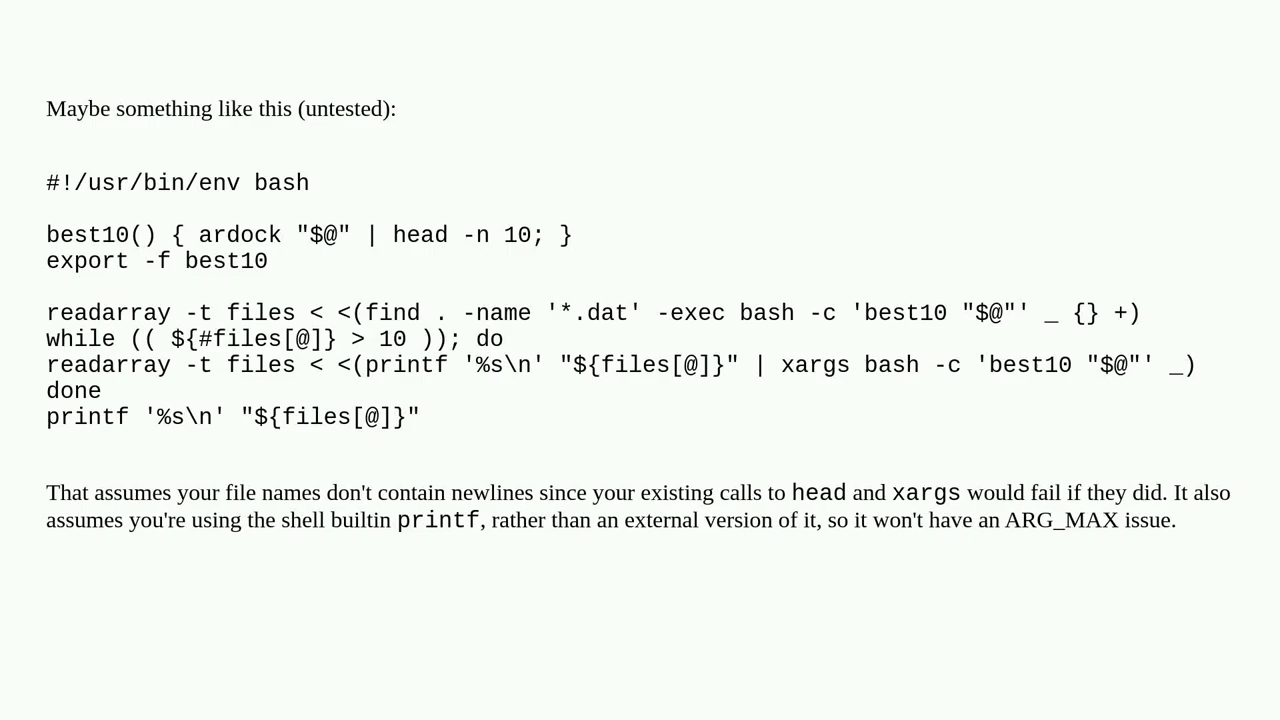 Maybe something like this (untested):
#!/usr/bin/env bash
best10() { ardock "$@" | head -n 10; }
export -f best10
readarray -t files < <(find . -name '*.dat' -exec bash -c 'best10 "$@"' _ {} +)
while (( ${#files[@]} > 10 )); do
readarray -t files < <(printf '%s\n' "${files[@]}" | xargs bash -c 'best10 "$@"' _)
done
printf '%s\n' "${files[@]}"
That assumes your file names don't contain newlines since your existing calls to head and xargs would fail if they did. It also
assumes you're using the shell builtin printf, rather than an external version of it, so it won't have an ARG_MAX issue.